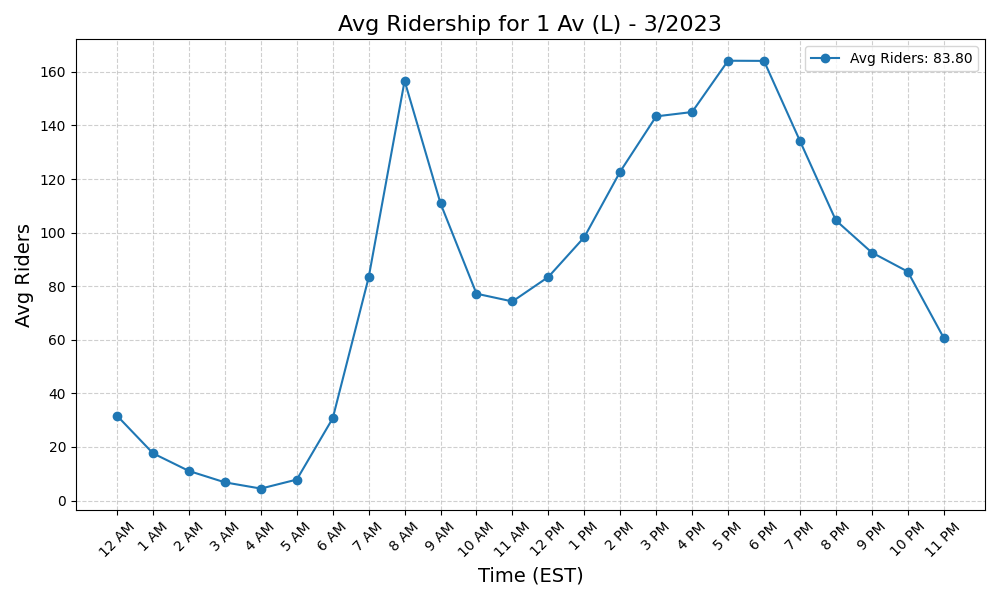 Avg Ridership for 1 Av (L) - 3/2023
Avg Riders: 83.80
Avg Riders
160
140
120
100
80
60
40
20
0
12 AM
1 AM
2 AM
3 AM
4 AM
5 AM
6 AM
7 AM
8 AM
9 AM
10 AM
11 AM
12 PM
1 PM
2 PM
3 PM
4 PM
5 PM
6 PM
7 PM
8 PM
9 PM
10 PM
11 PM
Time (EST)